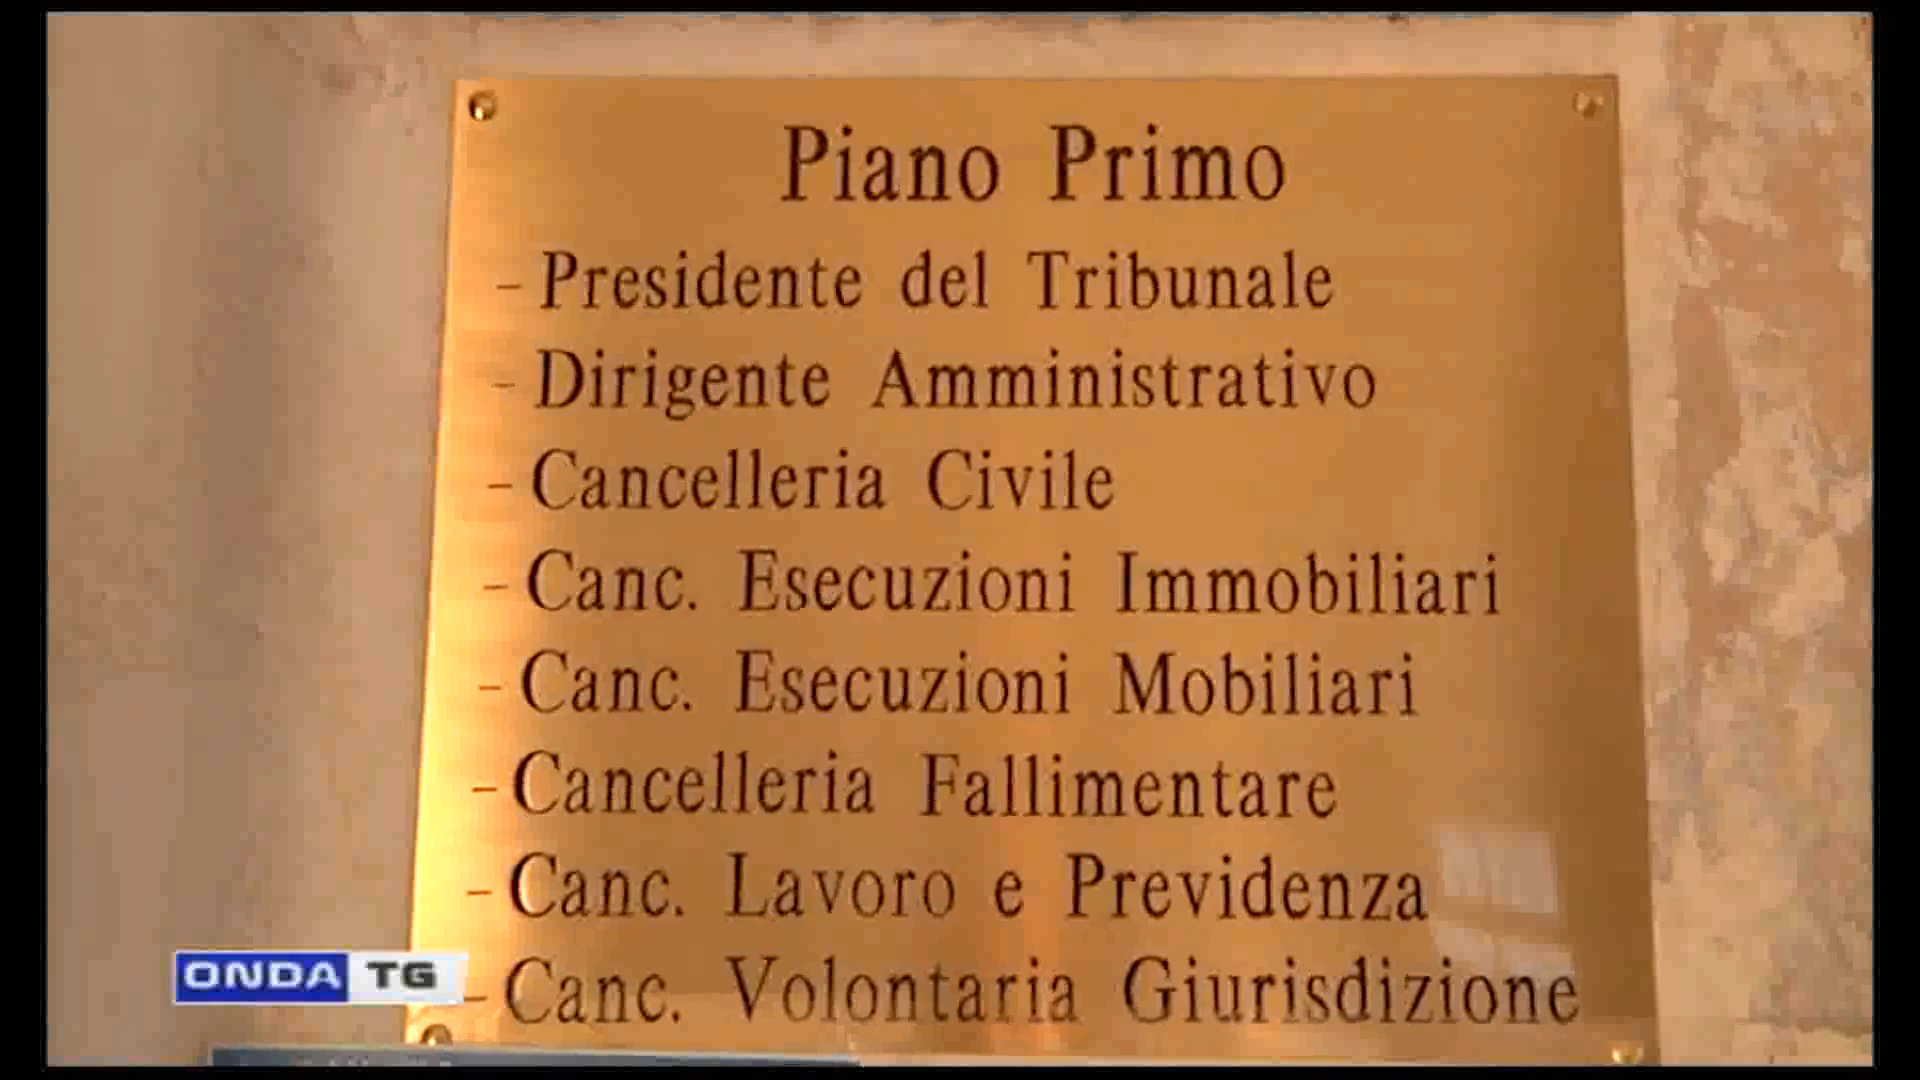 Piano Primo
- Presidente del Tribunale
- Dirigente Amministrativo
- Cancelleria Civile
- Canc. Esecuzioni Immobiliari
- Canc. Esecuzioni Mobiliari
- Cancelleria Fallimentare
- Canc. Lavoro e Previdenza
- Canc. Volontaria Giurisdizione
ONDA TG